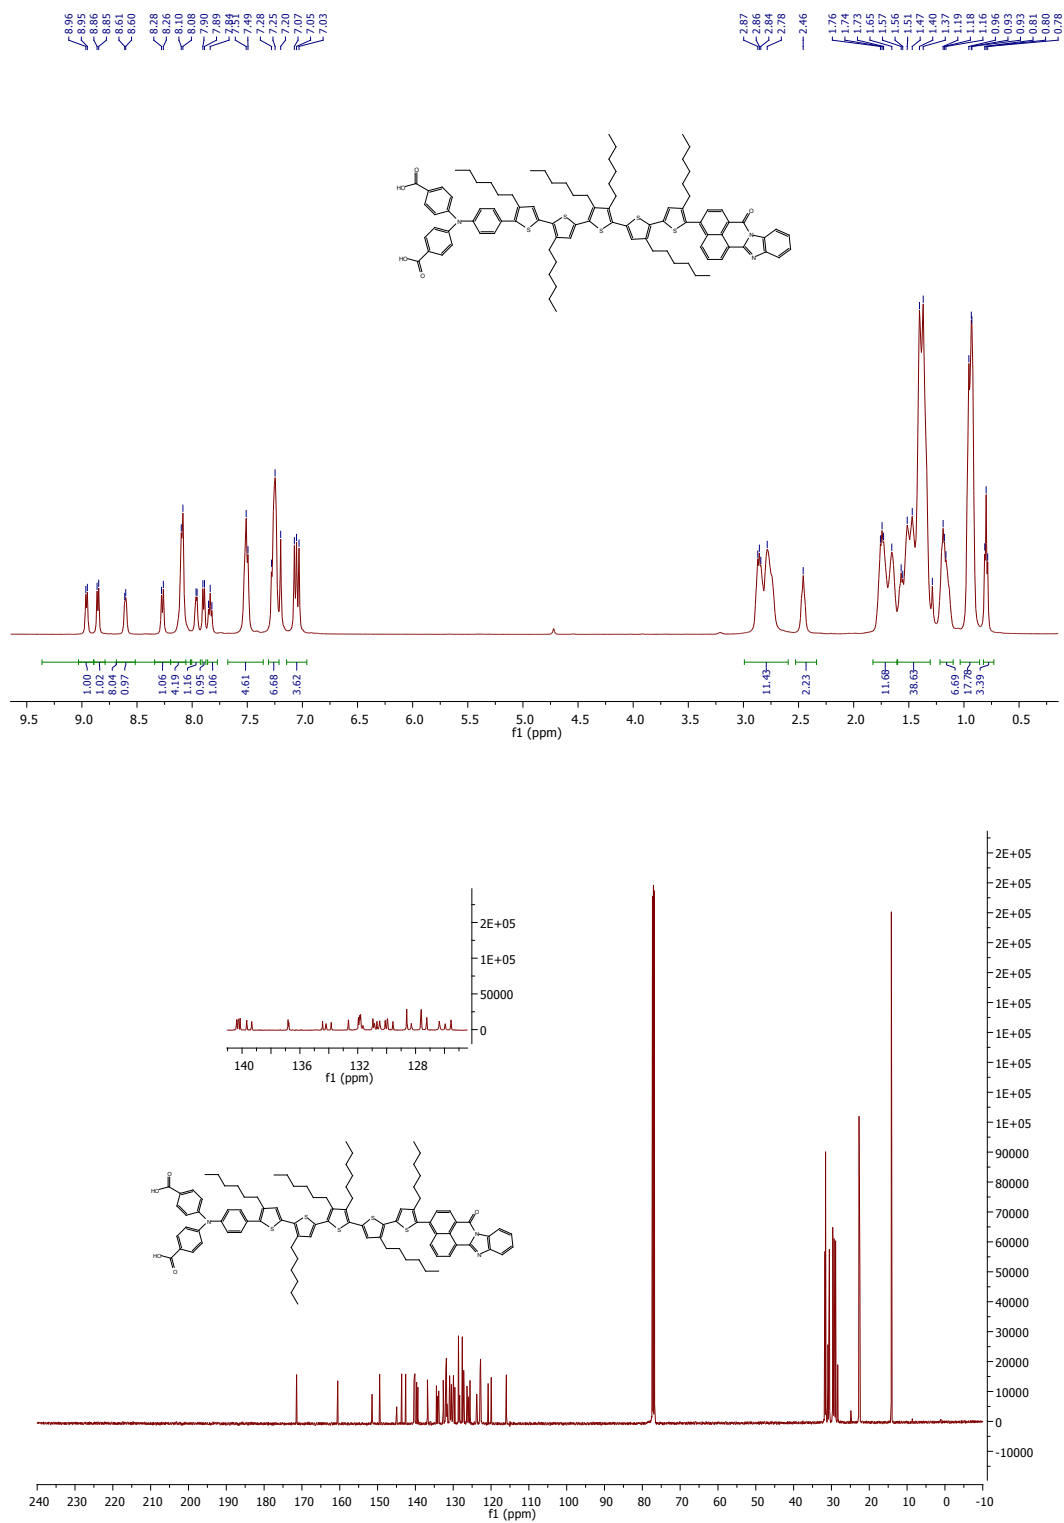 8.96 8.95 8.86 8.85 8.61 8.60 8.28 8.26 8.10 8.08 7.90 7.89 7.84 7.51 7.49 7.28 7.25 7.20 7.07 7.05 7.03 2.87 2.86 2.84 2.78 2.46 1.76 1.74 1.73 1.65 1.57 1.56 1.51 1.47 1.40 1.37 1.19 1.18 1.16 0.96 0.93 0.93 0.81 0.80 0.78
O
HO
N
HO
O
S S S S S
O
N
N
1.00 1.02 8.04 0.97 1.06 4.19 1.16 0.95 1.06 4.61 6.68 3.62 11.43 2.23 11.68 38.63 6.69 17.78 3.39
9.5 9.0 8.5 8.0 7.5 7.0 6.5 6.0 5.5 5.0 4.5 4.0 3.5 3.0 2.5 2.0 1.5 1.0 0.5
f1 (ppm)
2E+05
1E+05
50000
0
140 136 132 128
f1 (ppm)
O
HO
N
HO
O
S S S S S
O
N
N
2E+05
2E+05
2E+05
2E+05
2E+05
1E+05
1E+05
1E+05
1E+05
1E+05
90000
80000
70000
60000
50000
40000
30000
20000
10000
0
-10000
240 230 220 210 200 190 180 170 160 150 140 130 120 110 100 90 80 70 60 50 40 30 20 10 0 -10
f1 (ppm)